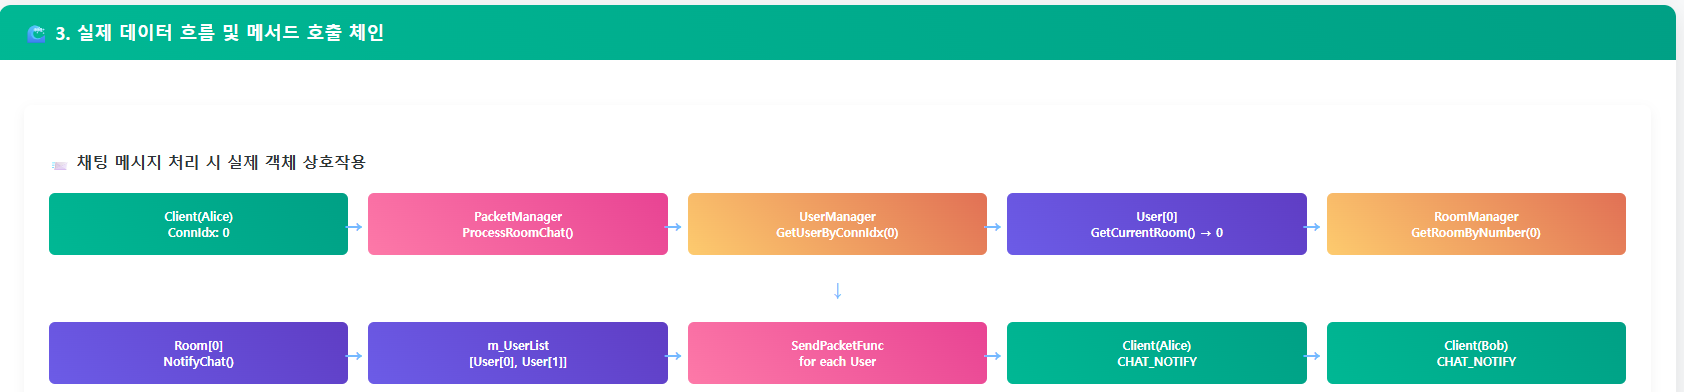 3. 실제 데이터 흐름 및 메서드 호출 체인
채팅 메시지 처리 시 실제 객체 상호작용
Client(Alice)
ConnIdx: 0
→
PacketManager
ProcessRoomChat()
→
UserManager
GetUserByConnIdx(0)
→
User[0]
GetCurrentRoom() → 0
→
RoomManager
GetRoomByNumber(0)
↓
Room[0]
NotifyChat()
→
m_UserList
[User[0], User[1]]
→
SendPacketFunc
for each User
→
Client(Alice)
CHAT_NOTIFY
→
Client(Bob)
CHAT_NOTIFY